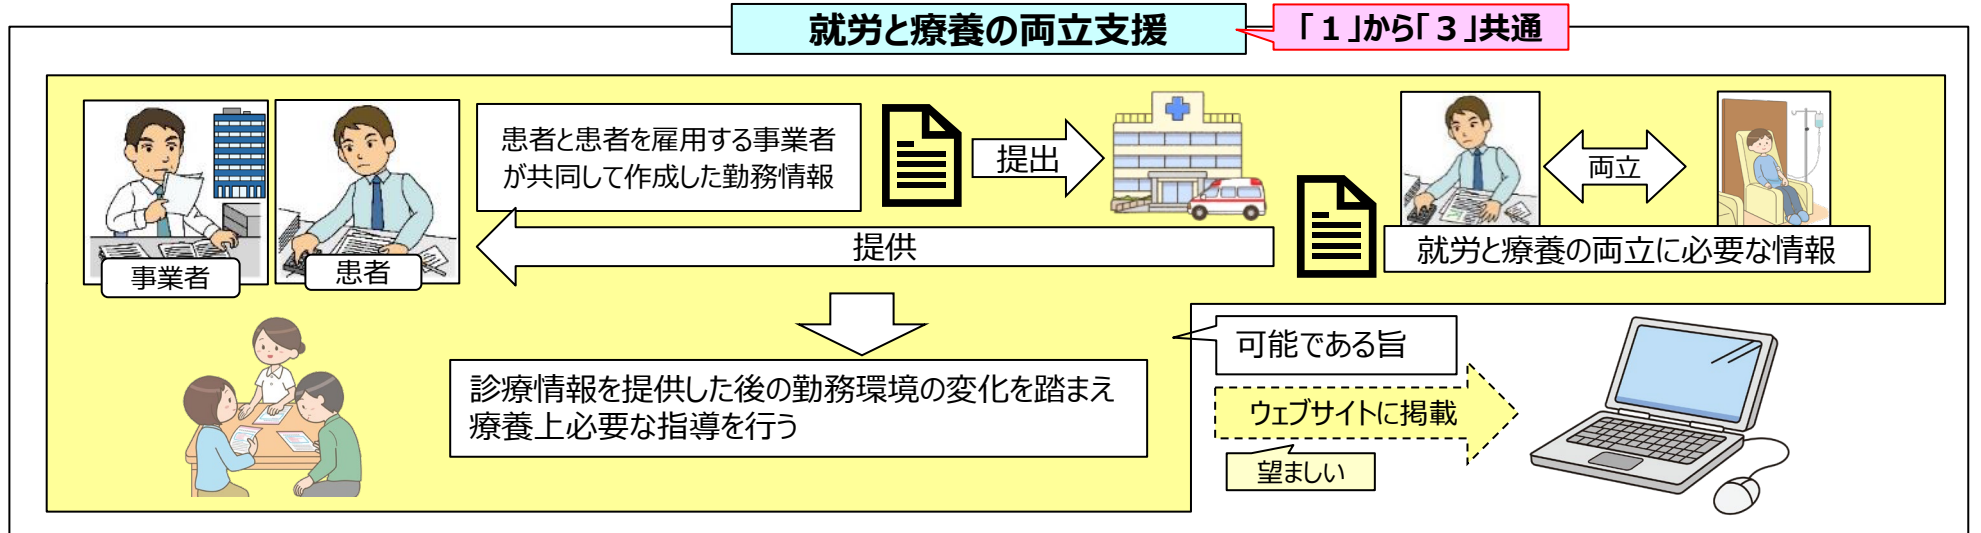 就労と療養の両立支援
「１」から「３」共通
患者と患者を雇用する事業者
が共同して作成した勤務情報
提出
両立
事業者
患者
提供
就労と療養の両立に必要な情報
診療情報を提供した後の勤務環境の変化を踏まえ
療養上必要な指導を行う
可能である旨
ウェブサイトに掲載
望ましい